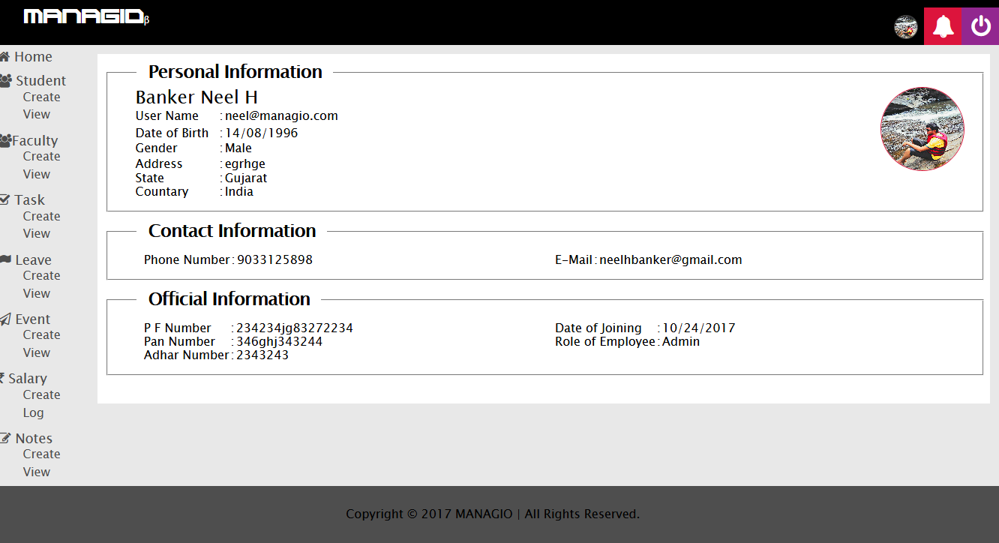 MANAGIOβ
Home
Student
Create
View
Faculty
Create
View
Task
Create
View
Leave
Create
View
Event
Create
View
₹ Salary
Create
Log
Notes
Create
View
Personal Information
Banker Neel H
User Name : neel@managio.com
Date of Birth : 14/08/1996
Gender : Male
Address : egrhge
State : Gujarat
Countary : India
Contact Information
Phone Number : 9033125898 E-Mail : neelhbanker@gmail.com
Official Information
P F Number : 234234jg83272234 Date of Joining : 10/24/2017
Pan Number : 346ghj343244 Role of Employee : Admin
Adhar Number : 2343243
Copyright © 2017 MANAGIO | All Rights Reserved.